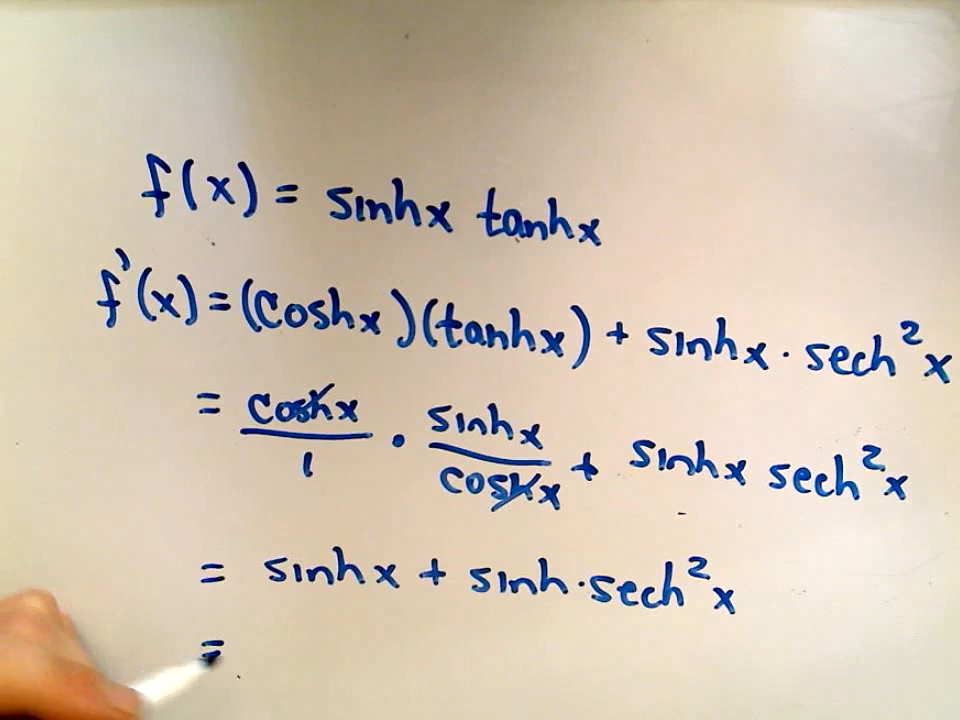 f(x) = sinhx tanhx
f'(x) = (coshx)(tanhx) + sinhx · sech²x
= coshx/1 · sinhx/coshx + sinhx sech²x
= sinhx + sinh · sech²x
=